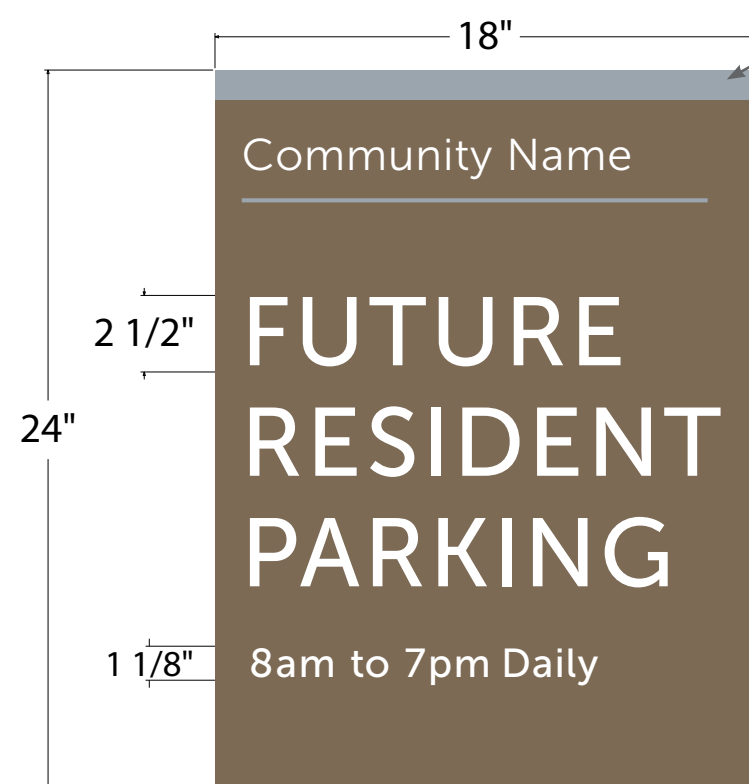 18"
Community Name
2 1/2"
FUTURE
24"
RESIDENT
PARKING
1 1/8"
8am to 7pm Daily